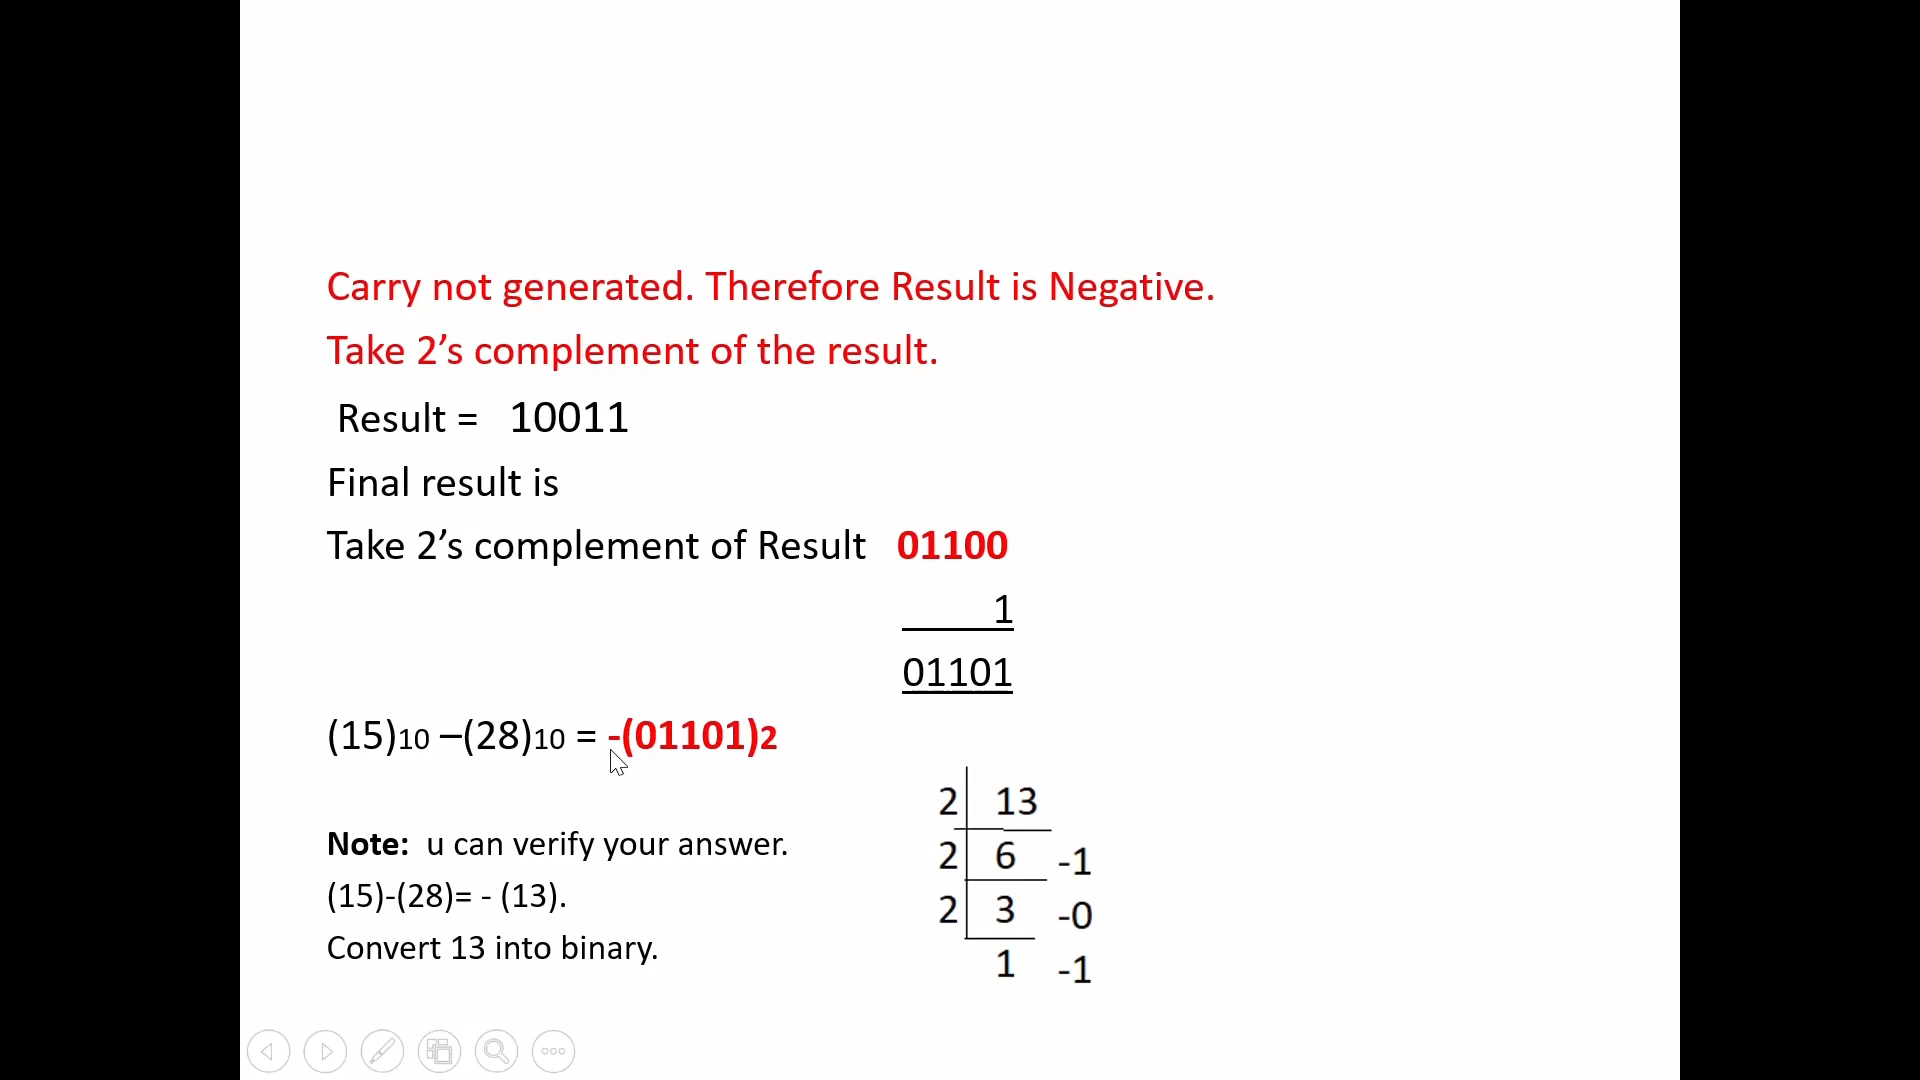 Carry not generated. Therefore Result is Negative.
Take 2’s complement of the result.
Result = 10011
Final result is
Take 2’s complement of Result 01100
1
01101
(15)10 –(28)10 = -(01101)2
Note: u can verify your answer.
(15)-(28)= - (13).
Convert 13 into binary.
2 13
2 6 -1
2 3 -0
1 -1